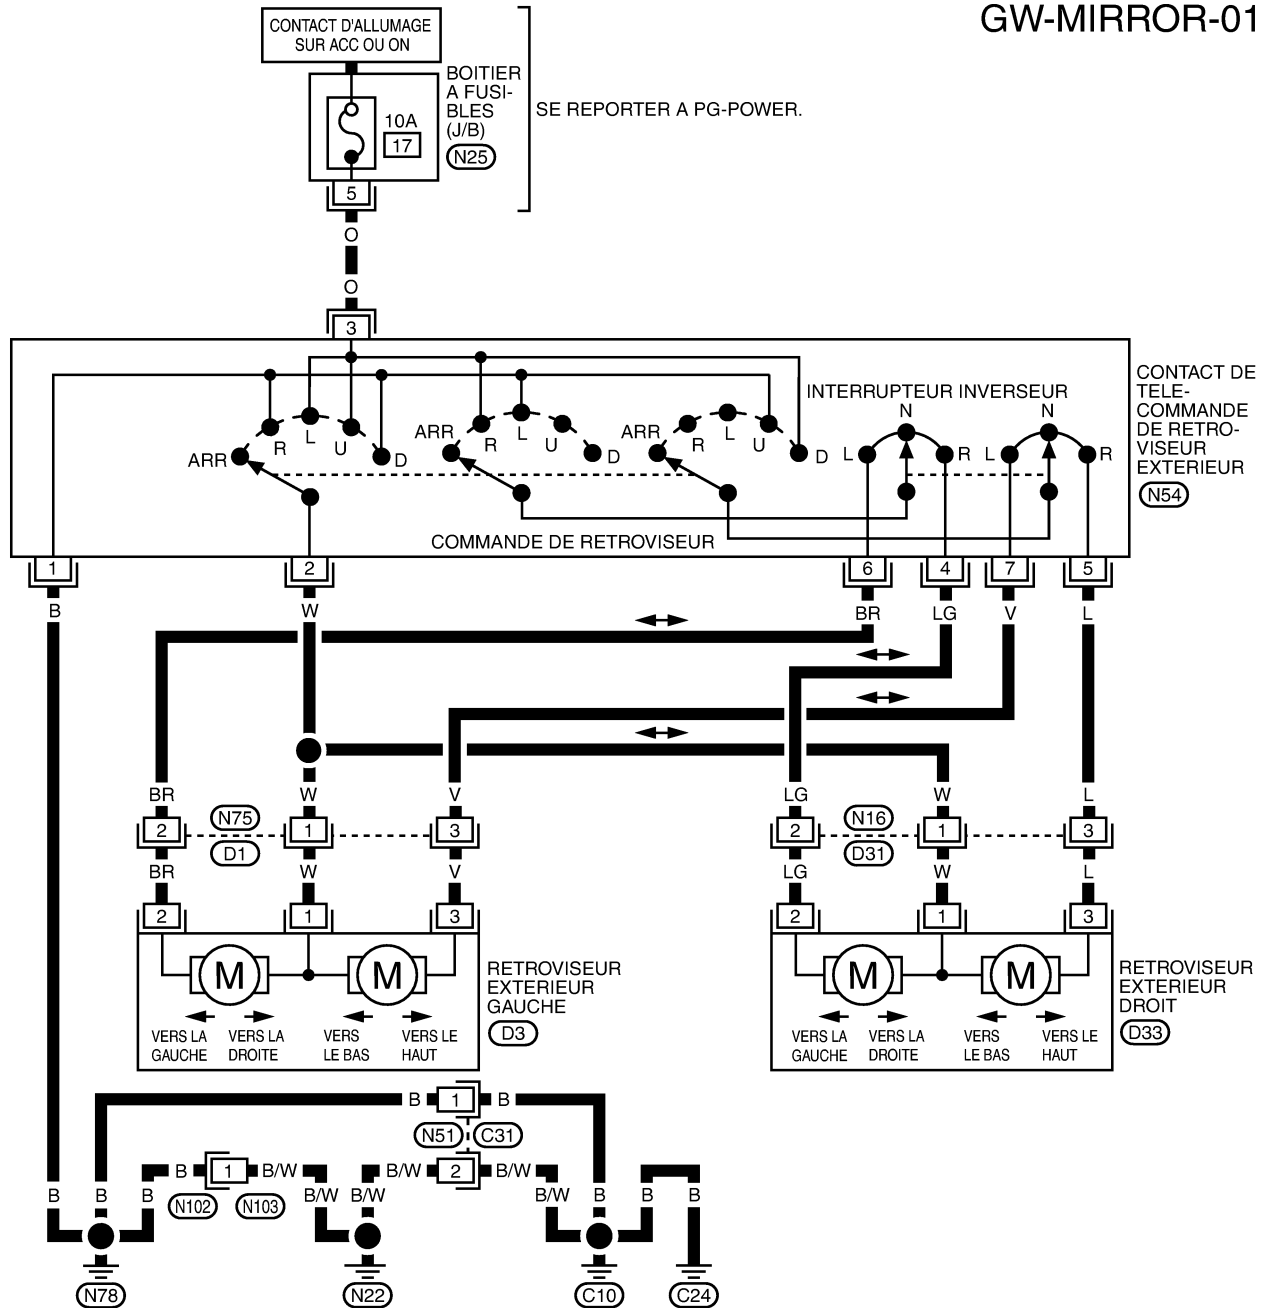 GW-MIRROR-01
CONTACT D'ALLUMAGE
SUR ACC OU ON
BOITIER
A FUSI-
BLES
(J/B)
N25
10A
17
SE REPORTER A PG-POWER.
5
O
O
3
CONTACT DE
TELE-
COMMANDE
DE RETRO-
VISEUR
EXTERIEUR
N54
INTERRUPTEUR INVERSEUR
ARR R L U D
ARR R L U D
ARR R L U D
L N R
L N R
COMMANDE DE RETROVISEUR
1 2 6 4 7 5
B W BR LG V L
BR W V LG W L
N75
N16
2 1 3 2 1 3
D1
D31
BR W V LG W L
2 1 3 2 1 3
M M M M
RETROVISEUR
EXTERIEUR
GAUCHE
D3
RETROVISEUR
EXTERIEUR
DROIT
D33
VERS LA
GAUCHE
VERS LA
DROITE
VERS
LE BAS
VERS LE
HAUT
VERS LA
GAUCHE
VERS LA
DROITE
VERS
LE BAS
VERS LE
HAUT
B 1 B
N51 C31
B 1 B/W B/W 2 B/W
N102 N103
B B B B/W B/W B/W B B B
N78 N22 C10 C24